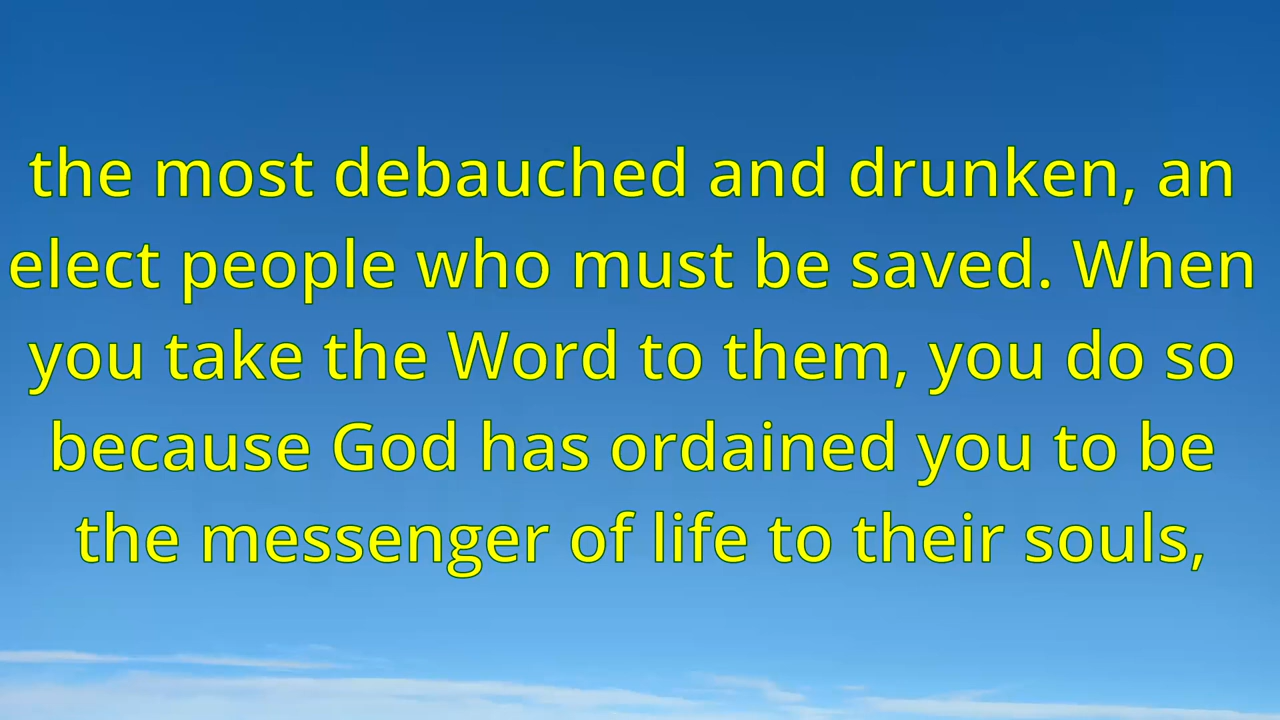 the most debauched and drunken, an
elect people who must be saved. When
you take the Word to them, you do so
because God has ordained you to be
the messenger of life to their souls,